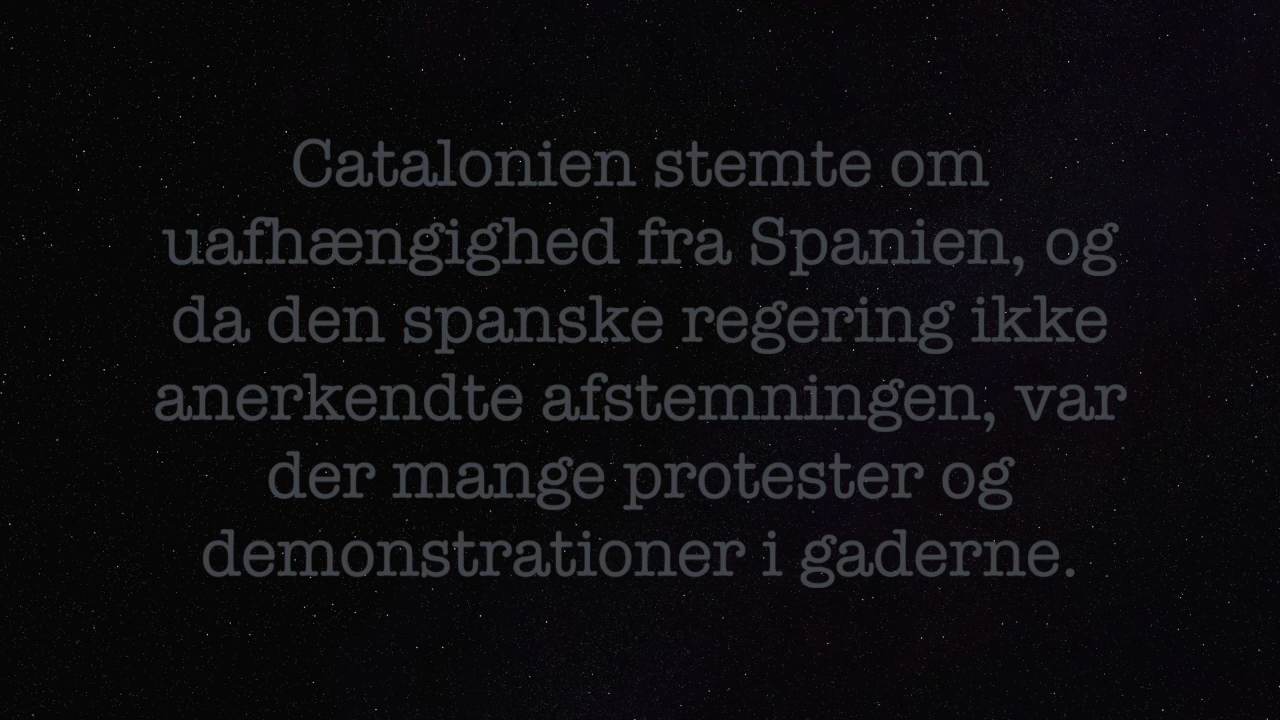 Catalonien stemte om
uafhængighed fra Spanien, og
da den spanske regering ikke
anerkendte afstemningen, var
der mange protester og
demonstrationer i gaderne.